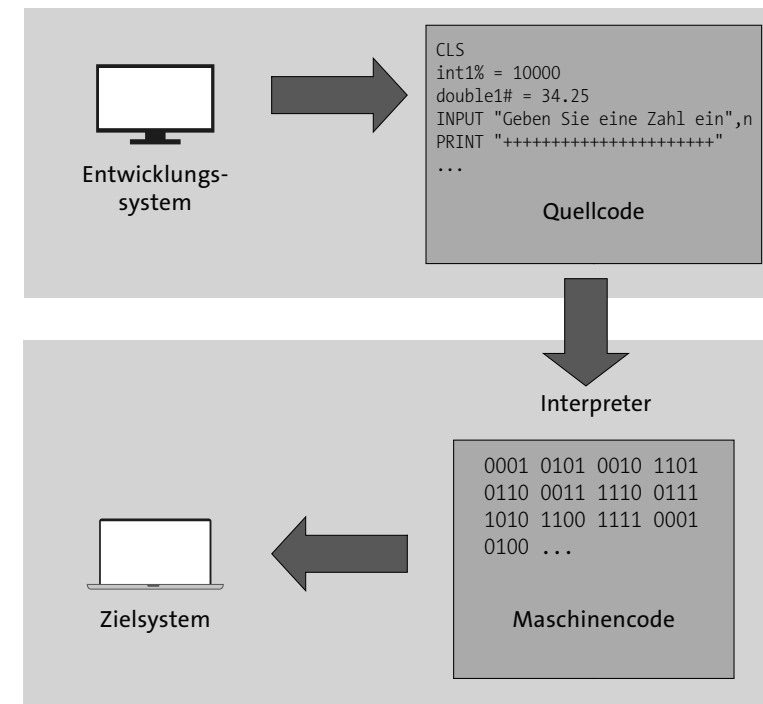 Entwicklungs-
system
CLS
int1% = 10000
double1# = 34.25
INPUT "Geben Sie eine Zahl ein",n
PRINT "++++++++++++++++++++++"
...
Quellcode
Interpreter
0001 0101 0010 1101
0110 0011 1110 0111
1010 1100 1111 0001
0100 ...
Maschinencode
Zielsystem